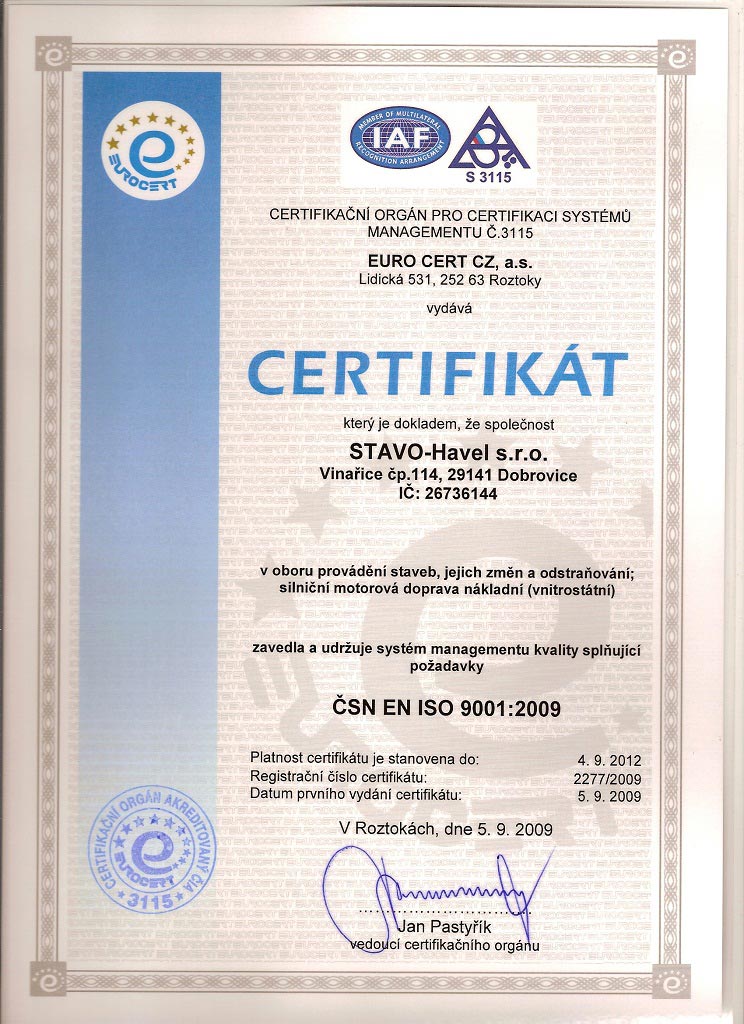 EUROCERT
MEMBER OF MULTILATERAL
IAF
RECOGNITION ARRANGEMENT
S 3115
CERTIFIKAČNÍ ORGÁN PRO CERTIFIKACI SYSTÉMŮ
MANAGEMENTU Č.3115
EURO CERT CZ, a.s.
Lidická 531, 252 63 Roztoky
vydává
CERTIFIKÁT
který je dokladem, že společnost
STAVO-Havel s.r.o.
Vinařice čp.114, 29141 Dobrovice
IČ: 26736144
v oboru provádění staveb, jejich změn a odstraňování;
silniční motorová doprava nákladní (vnitrostátní)
zavedla a udržuje systém managementu kvality splňující
požadavky
ČSN EN ISO 9001:2009
Platnost certifikátu je stanovena do: 4. 9. 2012
Registrační číslo certifikátu: 2277/2009
Datum prvního vydání certifikátu: 5. 9. 2009
V Roztokách, dne 5. 9. 2009
Jan Pastyřík
vedoucí certifikačního orgánu
CERTIFIKAČNÍ ORGÁN AKREDITOVANÝ ČIA
EUROCERT
3115